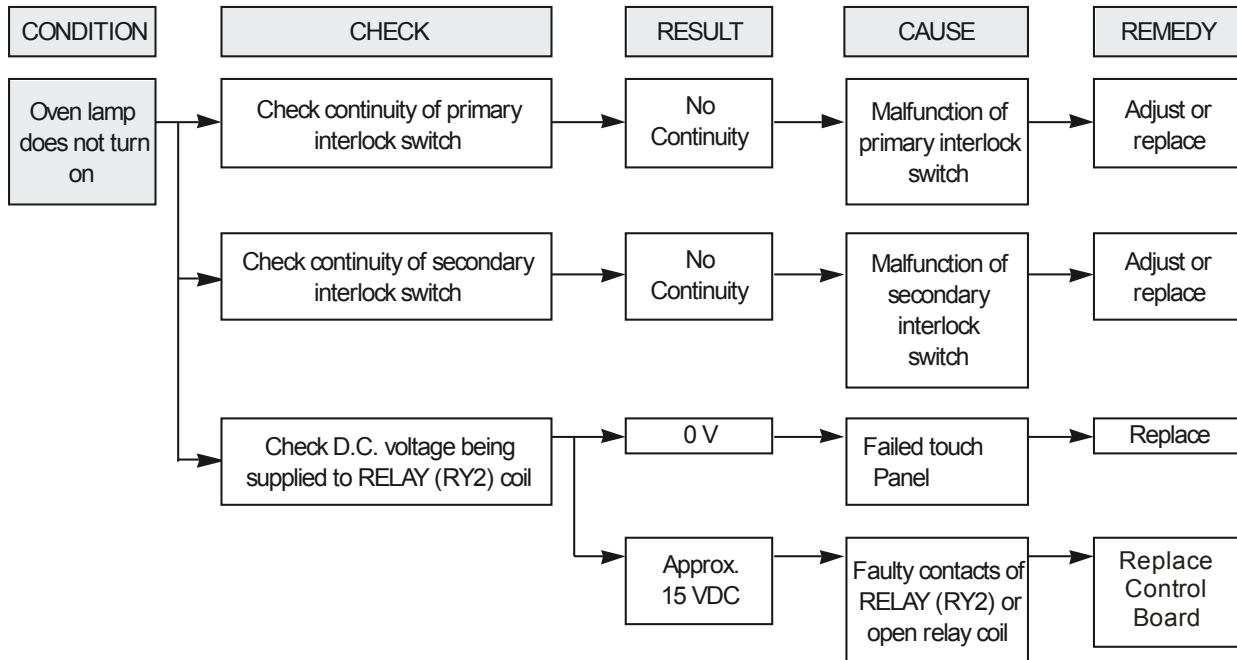 CONDITION
CHECK
RESULT
CAUSE
REMEDY
Oven lamp
does not turn
on
Check continuity of primary
interlock switch
No
Continuity
Malfunction of
primary interlock
switch
Adjust or
replace
Check continuity of secondary
interlock switch
No
Continuity
Malfunction of
secondary
interlock
switch
Adjust or
replace
Check D.C. voltage being
supplied to RELAY (RY2) coil
0 V
Failed touch
Panel
Replace
Approx.
15 VDC
Faulty contacts of
RELAY (RY2) or
open relay coil
Replace
Control
Board